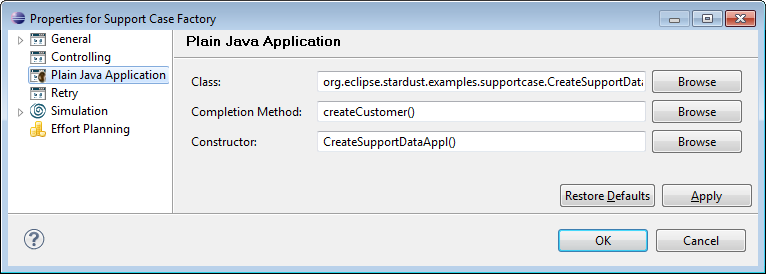 Properties for Support Case Factory
General
Controlling
Plain Java Application
Retry
Simulation
Effort Planning
Plain Java Application
Class: org.eclipse.stardust.examples.supportcase.CreateSupportData Browse
Completion Method: createCustomer() Browse
Constructor: CreateSupportDataAppl() Browse
Restore Defaults Apply
? OK Cancel